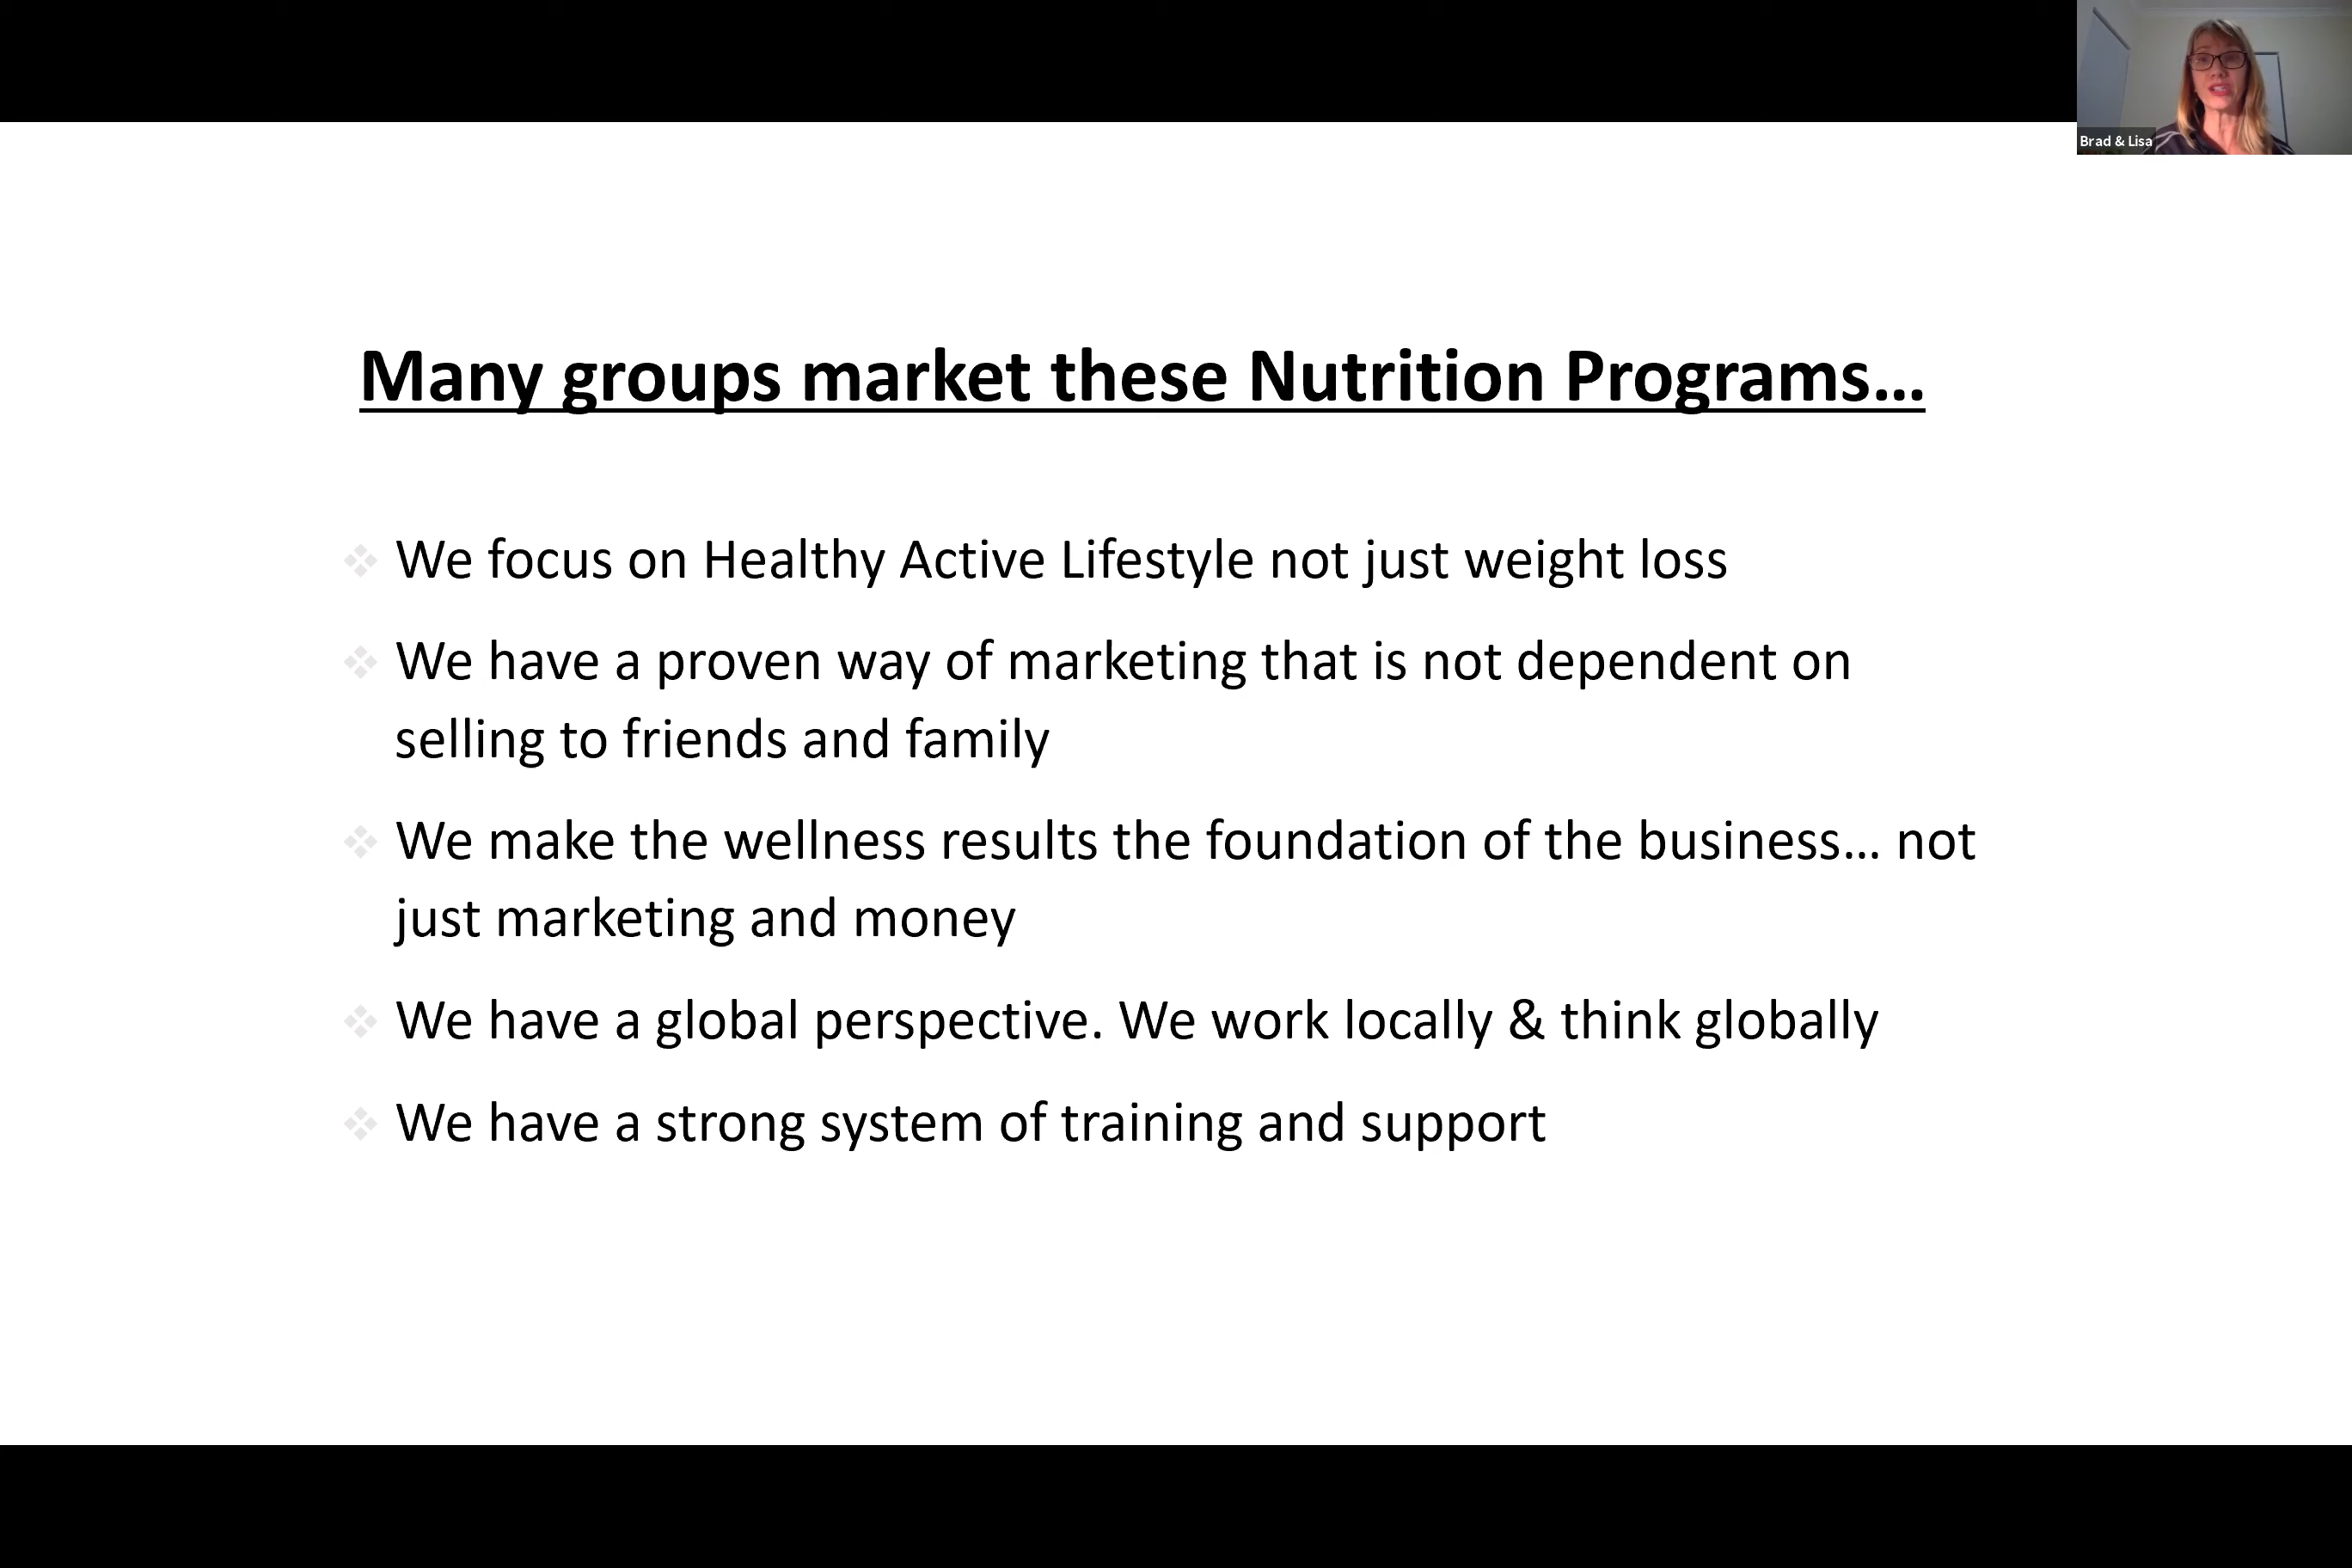 Brad & Lisa
Many groups market these Nutrition Programs...
We focus on Healthy Active Lifestyle not just weight loss
We have a proven way of marketing that is not dependent on
selling to friends and family
We make the wellness results the foundation of the business... not
just marketing and money
We have a global perspective. We work locally & think globally
We have a strong system of training and support